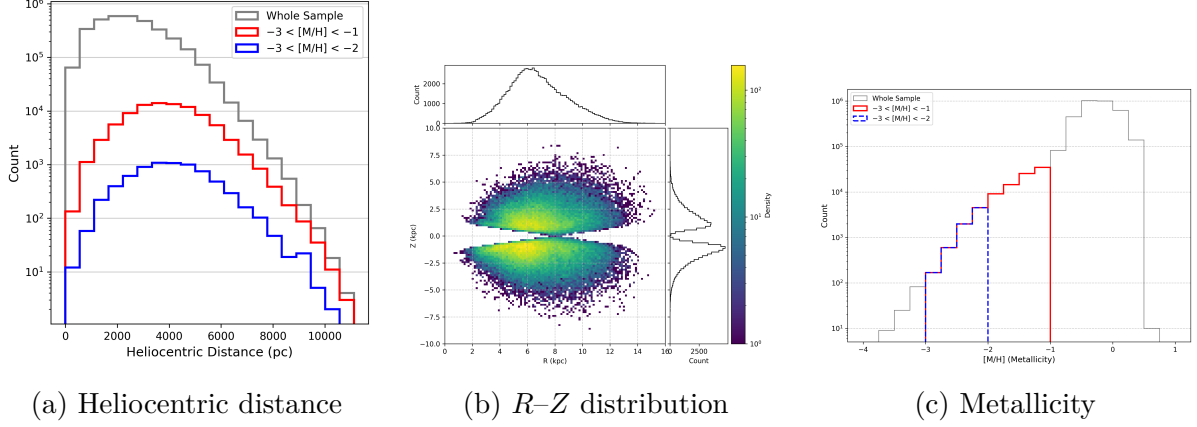 10⁶
10⁵
10⁴
10³
10²
10¹
Count
0 2000 4000 6000 8000 10000
Heliocentric Distance (pc)
Whole Sample
−3 < [M/H] < −1
−3 < [M/H] < −2
(a) Heliocentric distance
2000
1000
0
Count
10.0
7.5
5.0
2.5
0.0
−2.5
−5.0
−7.5
−10.0
Z (kpc)
0 2 4 6 8 10 12 14 16
R (kpc)
0 2500
Count
10²
10¹
10⁰
Density
(b) R–Z distribution
Whole Sample
−3 < [M/H] < −1
−3 < [M/H] < −2
10⁶
10⁵
10⁴
10³
10²
10¹
Count
−4 −3 −2 −1 0 1
[M/H] (Metallicity)
(c) Metallicity